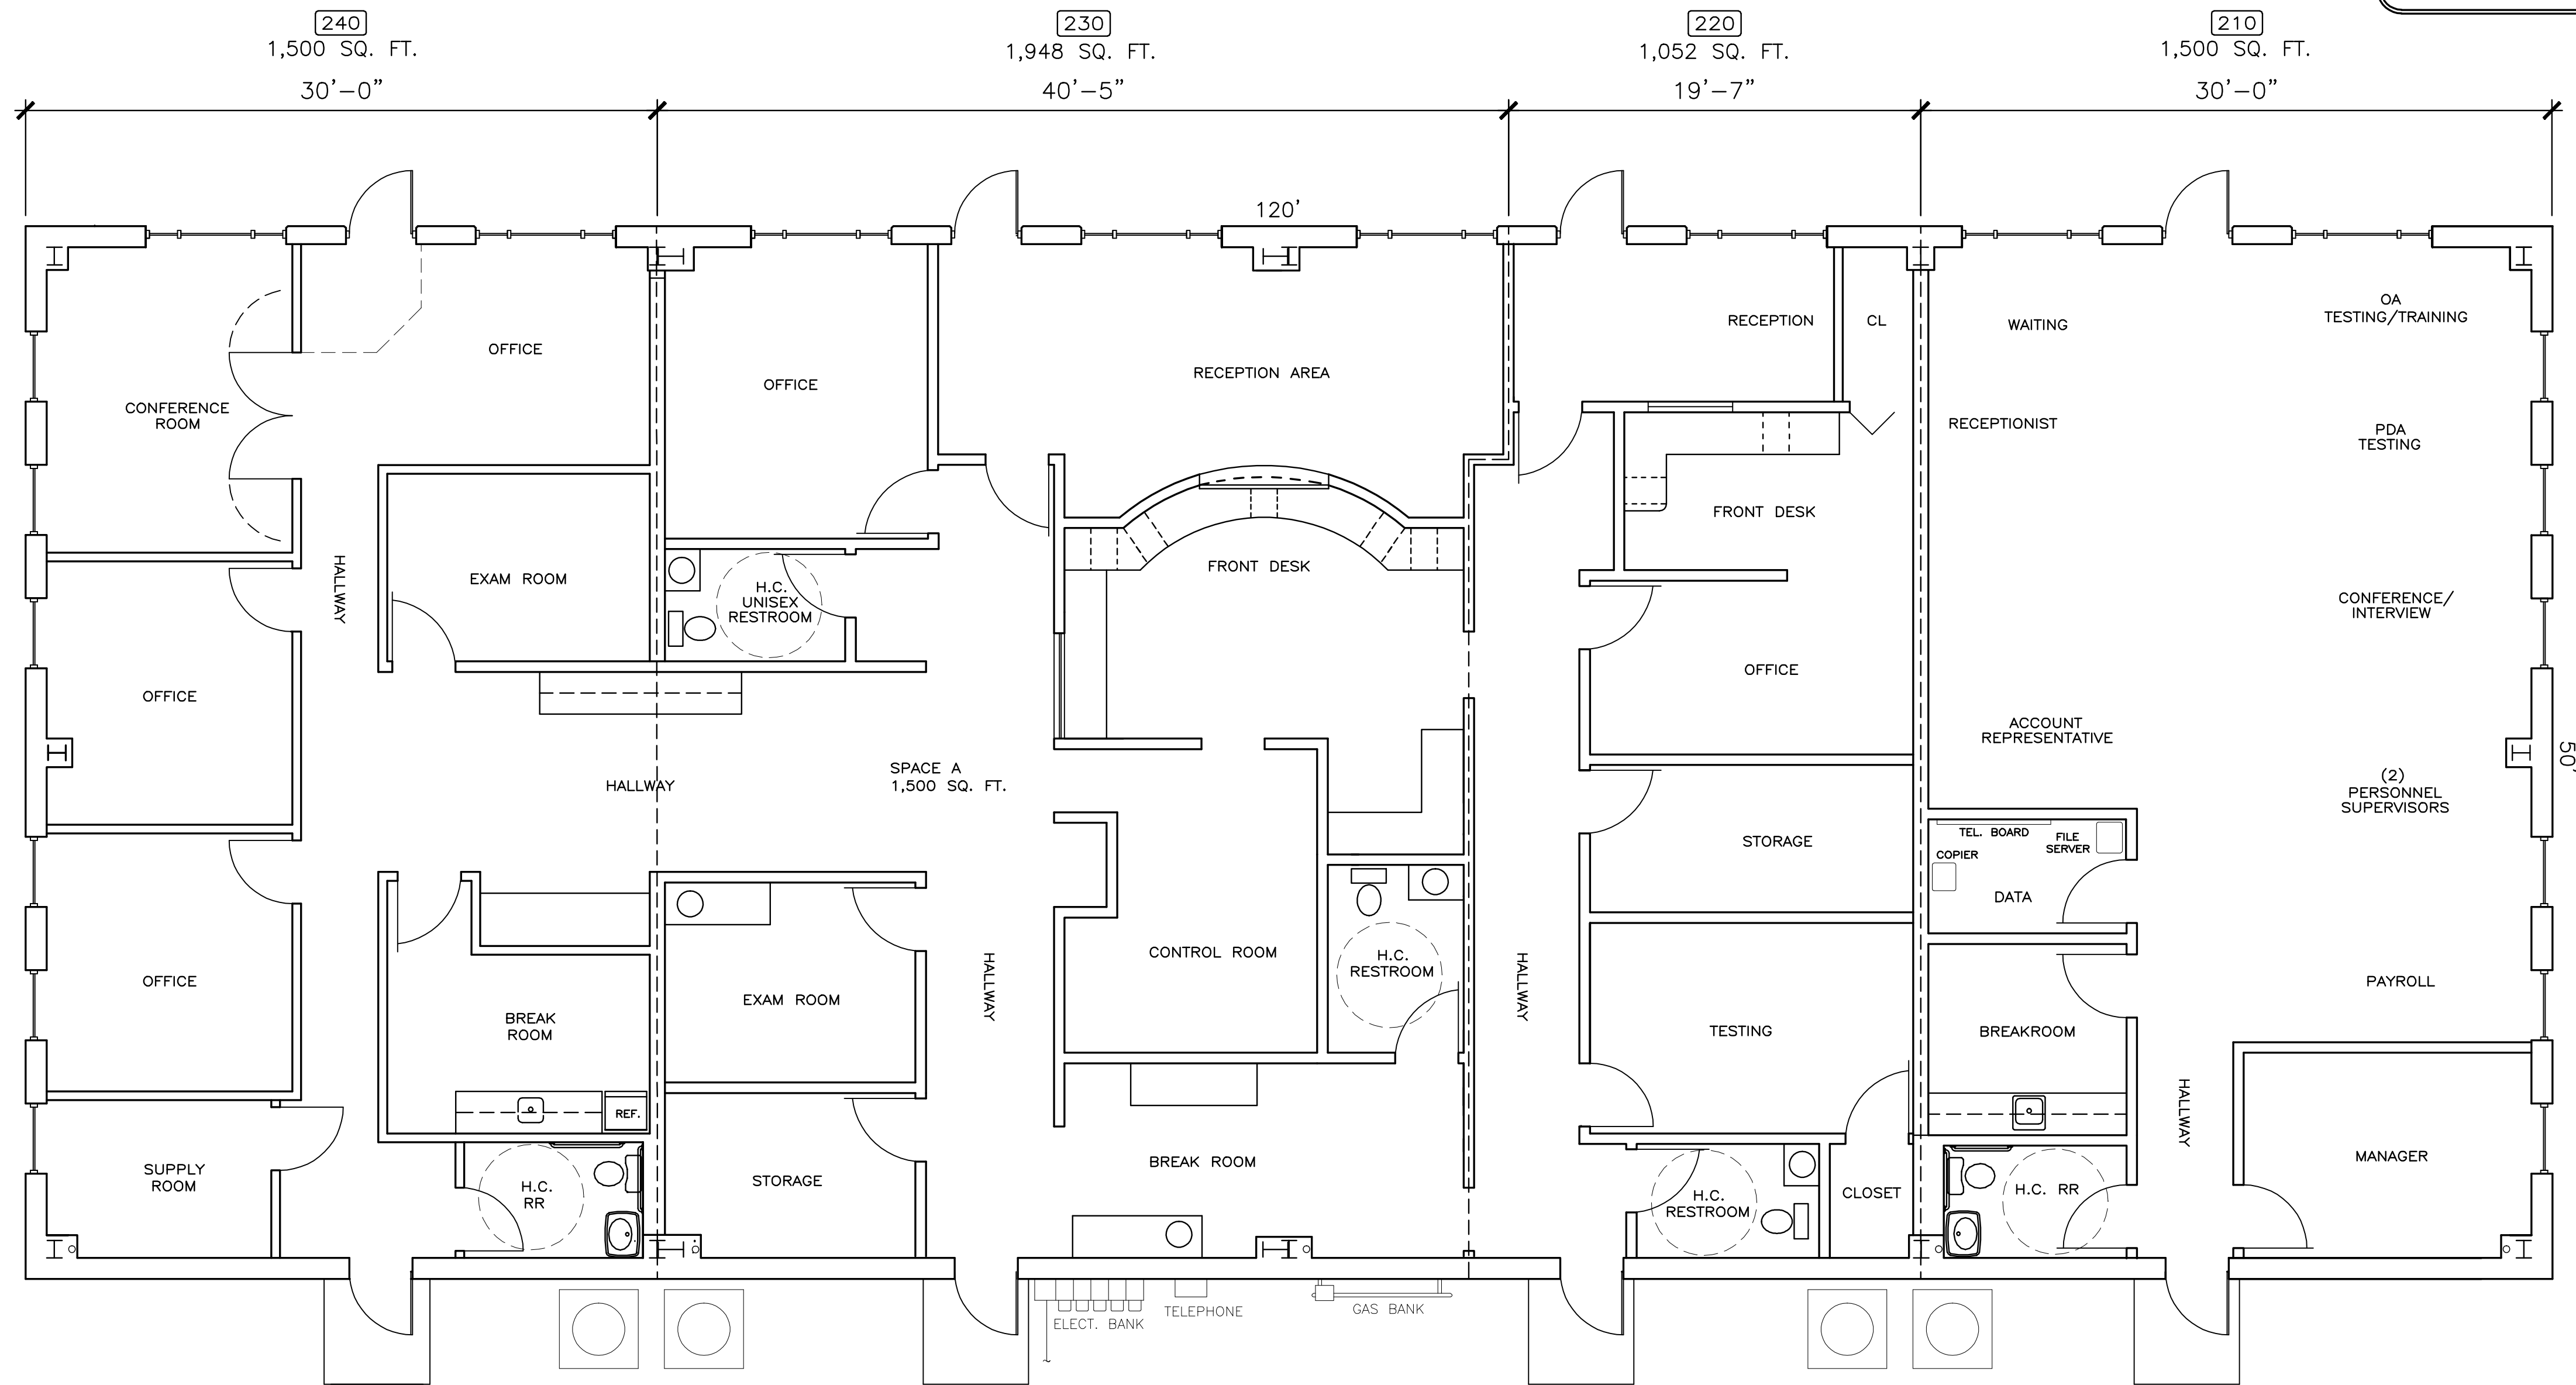 240
1,500 SQ. FT.
30'-0"
230
1,948 SQ. FT.
40'-5"
220
1,052 SQ. FT.
19'-7"
210
1,500 SQ. FT.
30'-0"
120'
50'
CONFERENCE
ROOM
OFFICE
HALLWAY
EXAM ROOM
OFFICE
OFFICE
SUPPLY
ROOM
BREAK
ROOM
REF.
H.C.
RR
HALLWAY
OFFICE
H.C.
UNISEX
RESTROOM
SPACE A
1,500 SQ. FT.
EXAM ROOM
STORAGE
HALLWAY
RECEPTION AREA
FRONT DESK
CONTROL ROOM
H.C.
RESTROOM
BREAK ROOM
ELECT. BANK
TELEPHONE
GAS BANK
RECEPTION
CL
FRONT DESK
OFFICE
STORAGE
HALLWAY
TESTING
H.C.
RESTROOM
CLOSET
WAITING
RECEPTIONIST
OA
TESTING/TRAINING
PDA
TESTING
CONFERENCE/
INTERVIEW
ACCOUNT
REPRESENTATIVE
(2)
PERSONNEL
SUPERVISORS
TEL. BOARD
FILE
SERVER
COPIER
DATA
PAYROLL
BREAKROOM
HALLWAY
H.C. RR
MANAGER